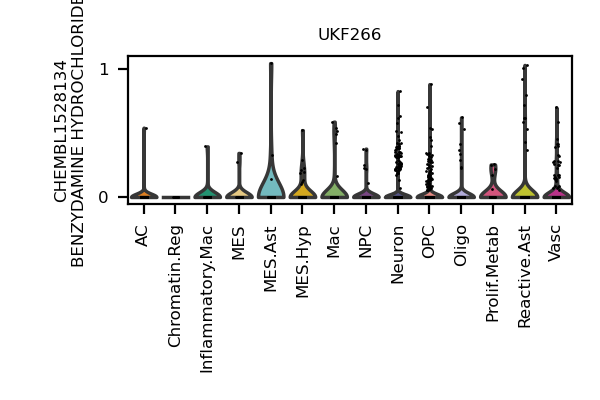 UKF266
CHEMBL1528134
BENZYDAMINE HYDROCHLORIDE
1
0
AC
Chromatin.Reg
Inflammatory.Mac
MES
MES.Ast
MES.Hyp
Mac
NPC
Neuron
OPC
Oligo
Prolif.Metab
Reactive.Ast
Vasc